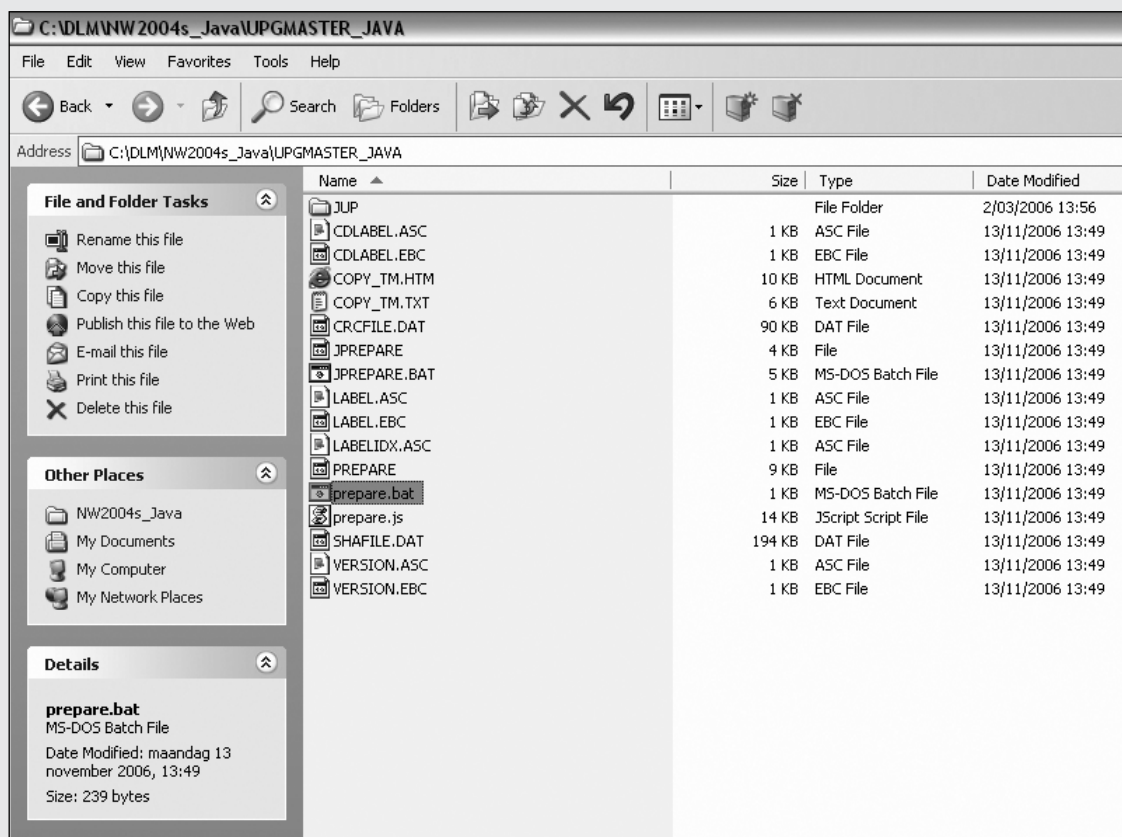 C:\DLM\NW2004s_Java\UPGMASTER_JAVA
File Edit View Favorites Tools Help
Back Search Folders
Address C:\DLM\NW2004s_Java\UPGMASTER_JAVA
File and Folder Tasks
Rename this file
Move this file
Copy this file
Publish this file to the Web
E-mail this file
Print this file
Delete this file
Other Places
NW2004s_Java
My Documents
My Computer
My Network Places
Details
prepare.bat
MS-DOS Batch File
Date Modified: maandag 13
november 2006, 13:49
Size: 239 bytes
Name Size Type Date Modified
JUP File Folder 2/03/2006 13:56
CDLABEL.ASC 1 KB ASC File 13/11/2006 13:49
CDLABEL.EBC 1 KB EBC File 13/11/2006 13:49
COPY_TM.HTM 10 KB HTML Document 13/11/2006 13:49
COPY_TM.TXT 6 KB Text Document 13/11/2006 13:49
CRCFILE.DAT 90 KB DAT File 13/11/2006 13:49
JPREPARE 4 KB File 13/11/2006 13:49
JPREPARE.BAT 5 KB MS-DOS Batch File 13/11/2006 13:49
LABEL.ASC 1 KB ASC File 13/11/2006 13:49
LABEL.EBC 1 KB EBC File 13/11/2006 13:49
LABELIDX.ASC 1 KB ASC File 13/11/2006 13:49
PREPARE 9 KB File 13/11/2006 13:49
prepare.bat 1 KB MS-DOS Batch File 13/11/2006 13:49
prepare.js 14 KB JScript Script File 13/11/2006 13:49
SHAFILE.DAT 194 KB DAT File 13/11/2006 13:49
VERSION.ASC 1 KB ASC File 13/11/2006 13:49
VERSION.EBC 1 KB EBC File 13/11/2006 13:49